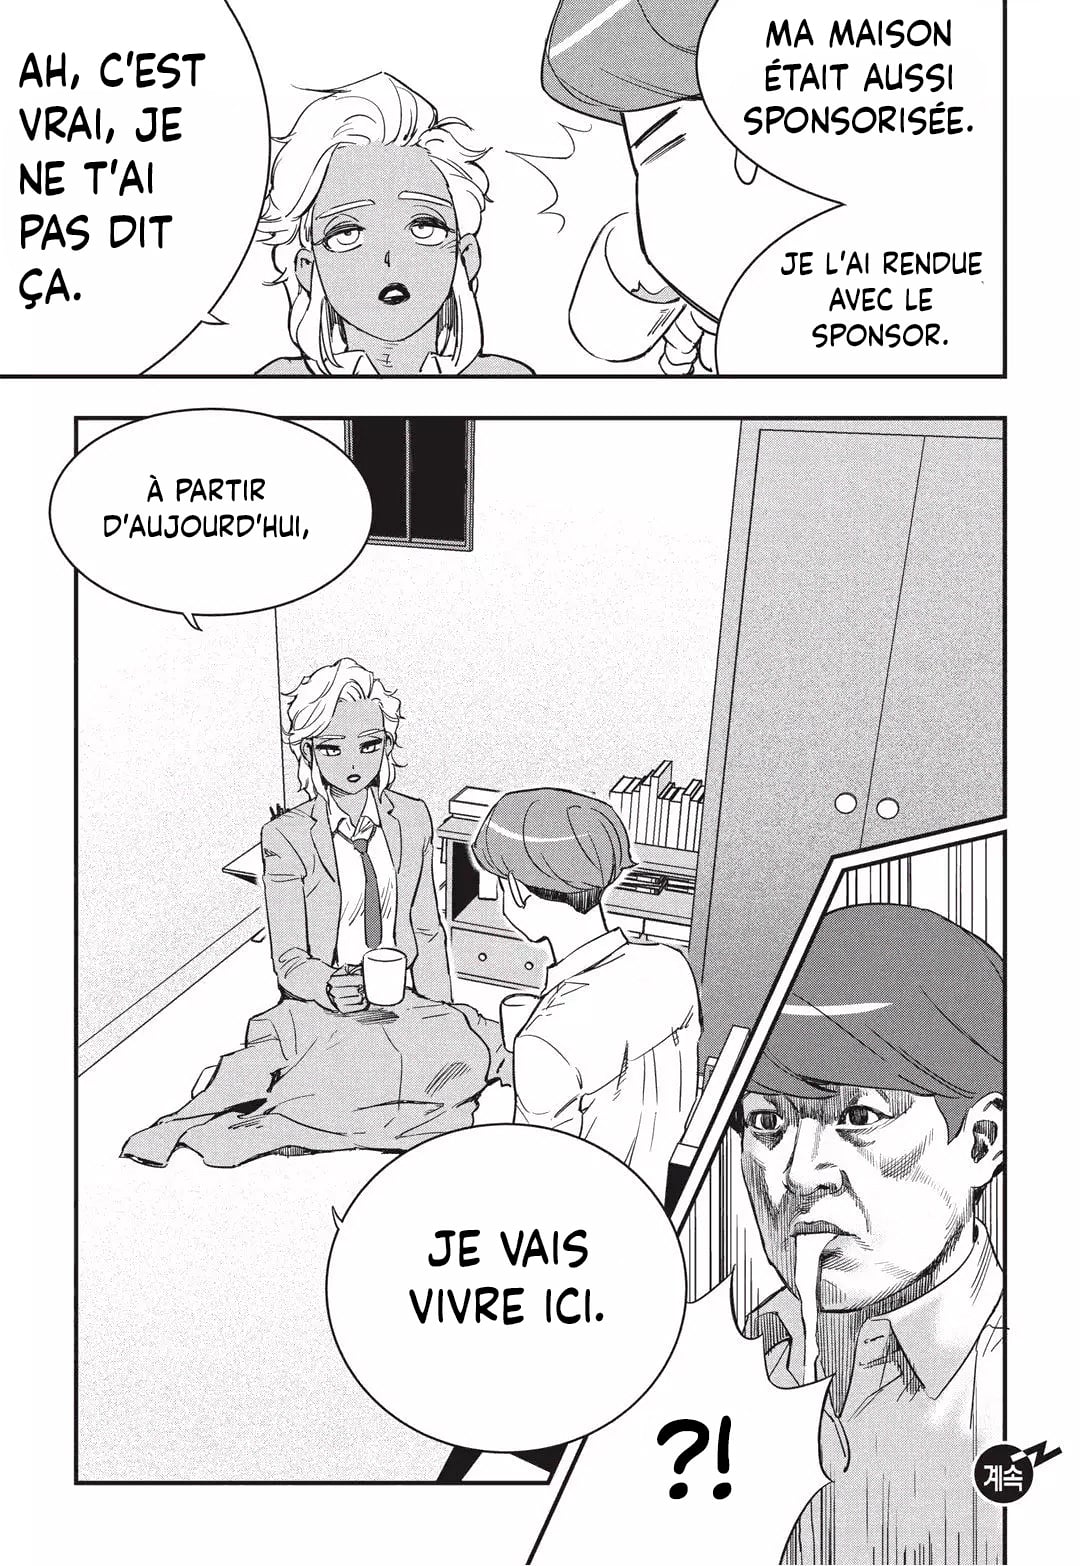 AH, C'EST
VRAI, JE
NE T'AI
PAS DIT
ÇA.
MA MAISON
ÉTAIT AUSSI
SPONSORISÉE.
JE L'AI RENDUE
AVEC LE
SPONSOR.
À PARTIR
D'AUJOURD'HUI,
JE VAIS
VIVRE ICI.
?!
계속